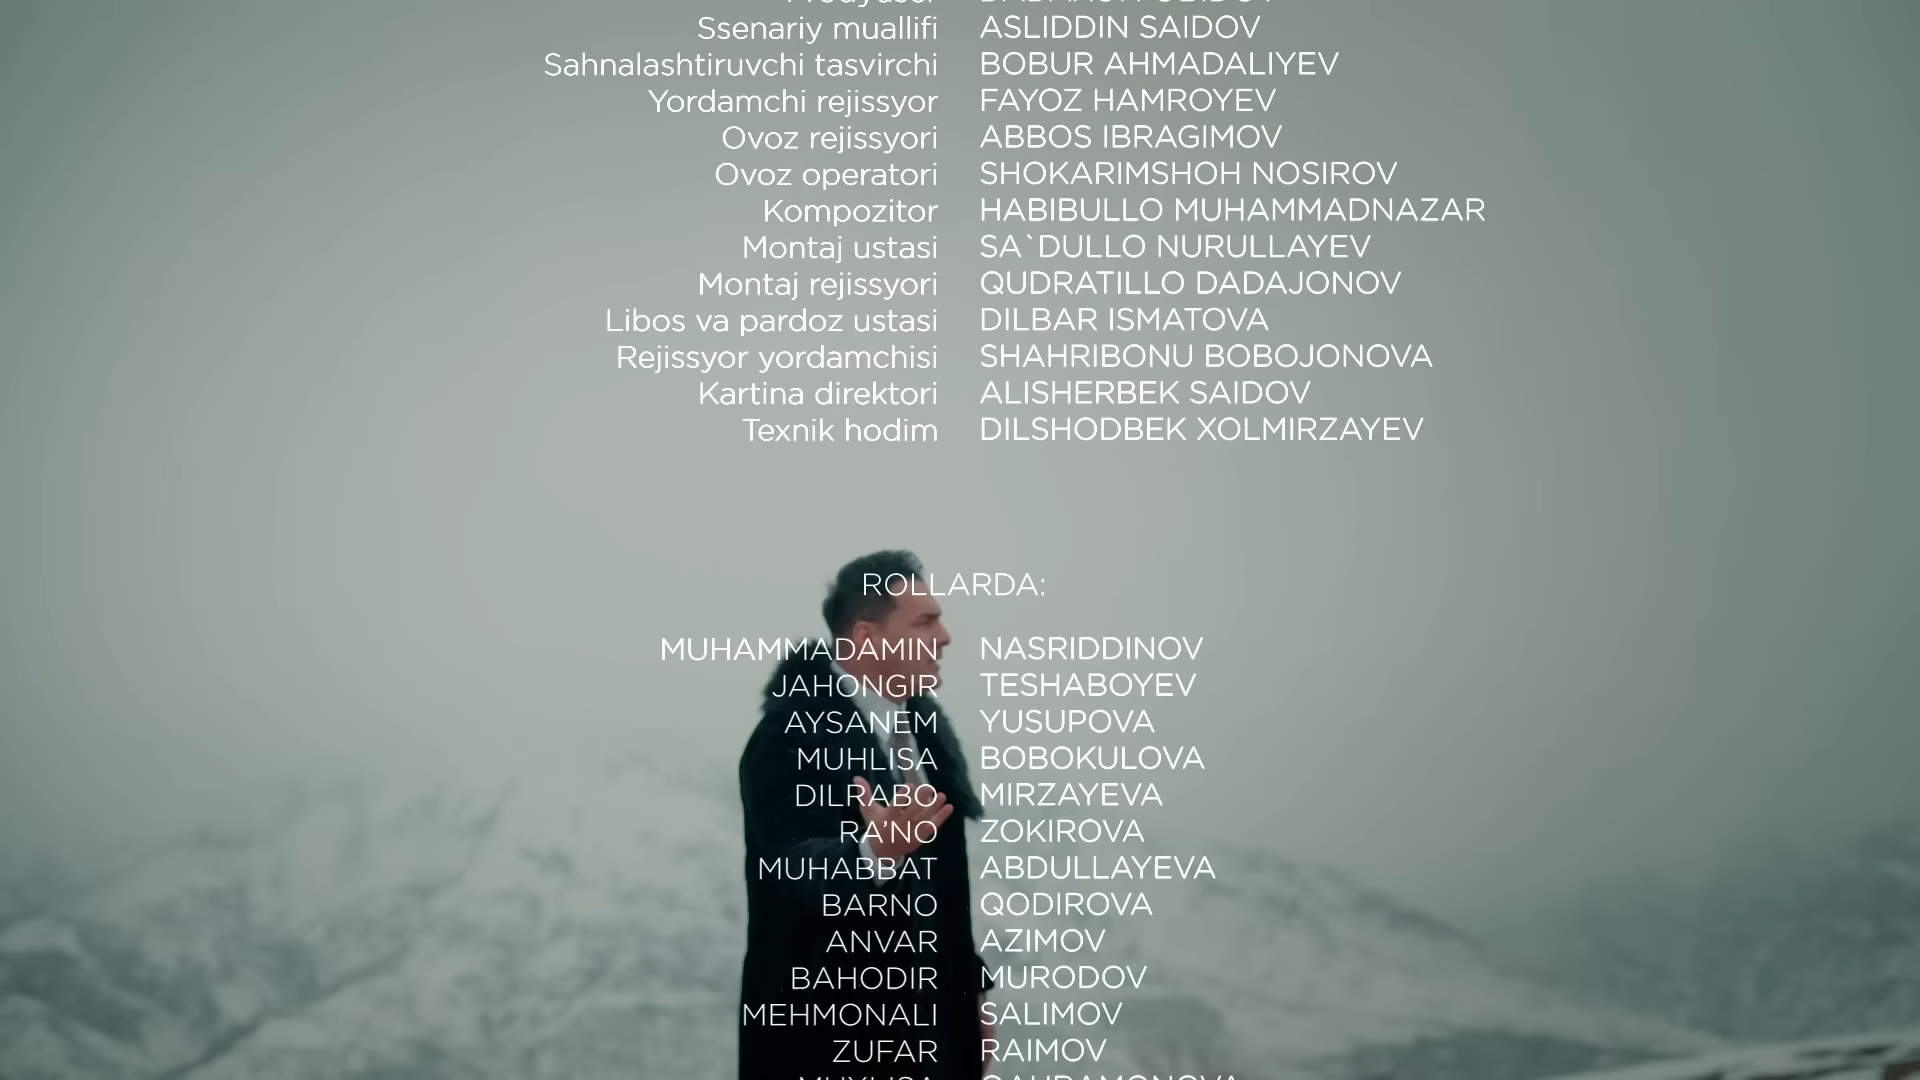 Ssenariy muallifi ASLIDDIN SAIDOV
Sahnalashtiruvchi tasvirchi BOBUR AHMADALIYEV
Yordamchi rejissyor FAYOZ HAMROYEV
Ovoz rejissyori ABBOS IBRAGIMOV
Ovoz operatori SHOKARIMSHOH NOSIROV
Kompozitor HABIBULLO MUHAMMADNAZAR
Montaj ustasi SA`DULLO NURULLAYEV
Montaj rejissyori QUDRATILLO DADAJONOV
Libos va pardoz ustasi DILBAR ISMATOVA
Rejissyor yordamchisi SHAHRIBONU BOBOJONOVA
Kartina direktori ALISHERBEK SAIDOV
Texnik hodim DILSHODBEK XOLMIRZAYEV
ROLLARDA:
MUHAMMADAMIN NASRIDDINOV
JAHONGIR TESHABOYEV
AYSANEM YUSUPOVA
MUHLISA BOBOKULOVA
DILRABO MIRZAYEVA
RA’NO ZOKIROVA
MUHABBAT ABDULLAYEVA
BARNO QODIROVA
ANVAR AZIMOV
BAHODIR MURODOV
MEHMONALI SALIMOV
ZUFAR RAIMOV